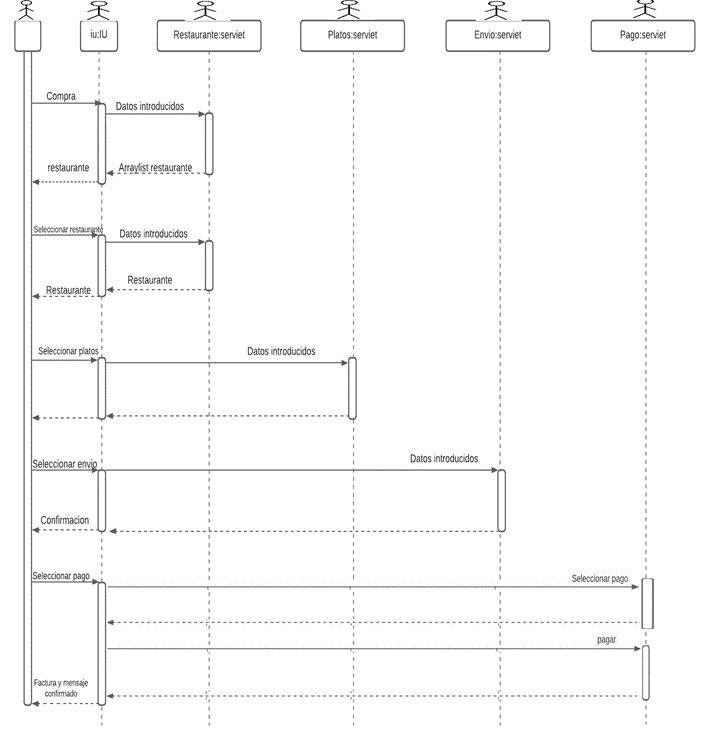 iu:IU
Restaurante:serviet
Platos:serviet
Envio:serviet
Pago:serviet
Compra
Datos introducidos
restaurante
Arraylist restaurante
Seleccionar restaurante
Datos introducidos
Restaurante
Restaurante
Seleccionar platos
Datos introducidos
Seleccionar envio
Datos introducidos
Confirmacion
Seleccionar pago
Seleccionar pago
pagar
Factura y mensaje
confirmado